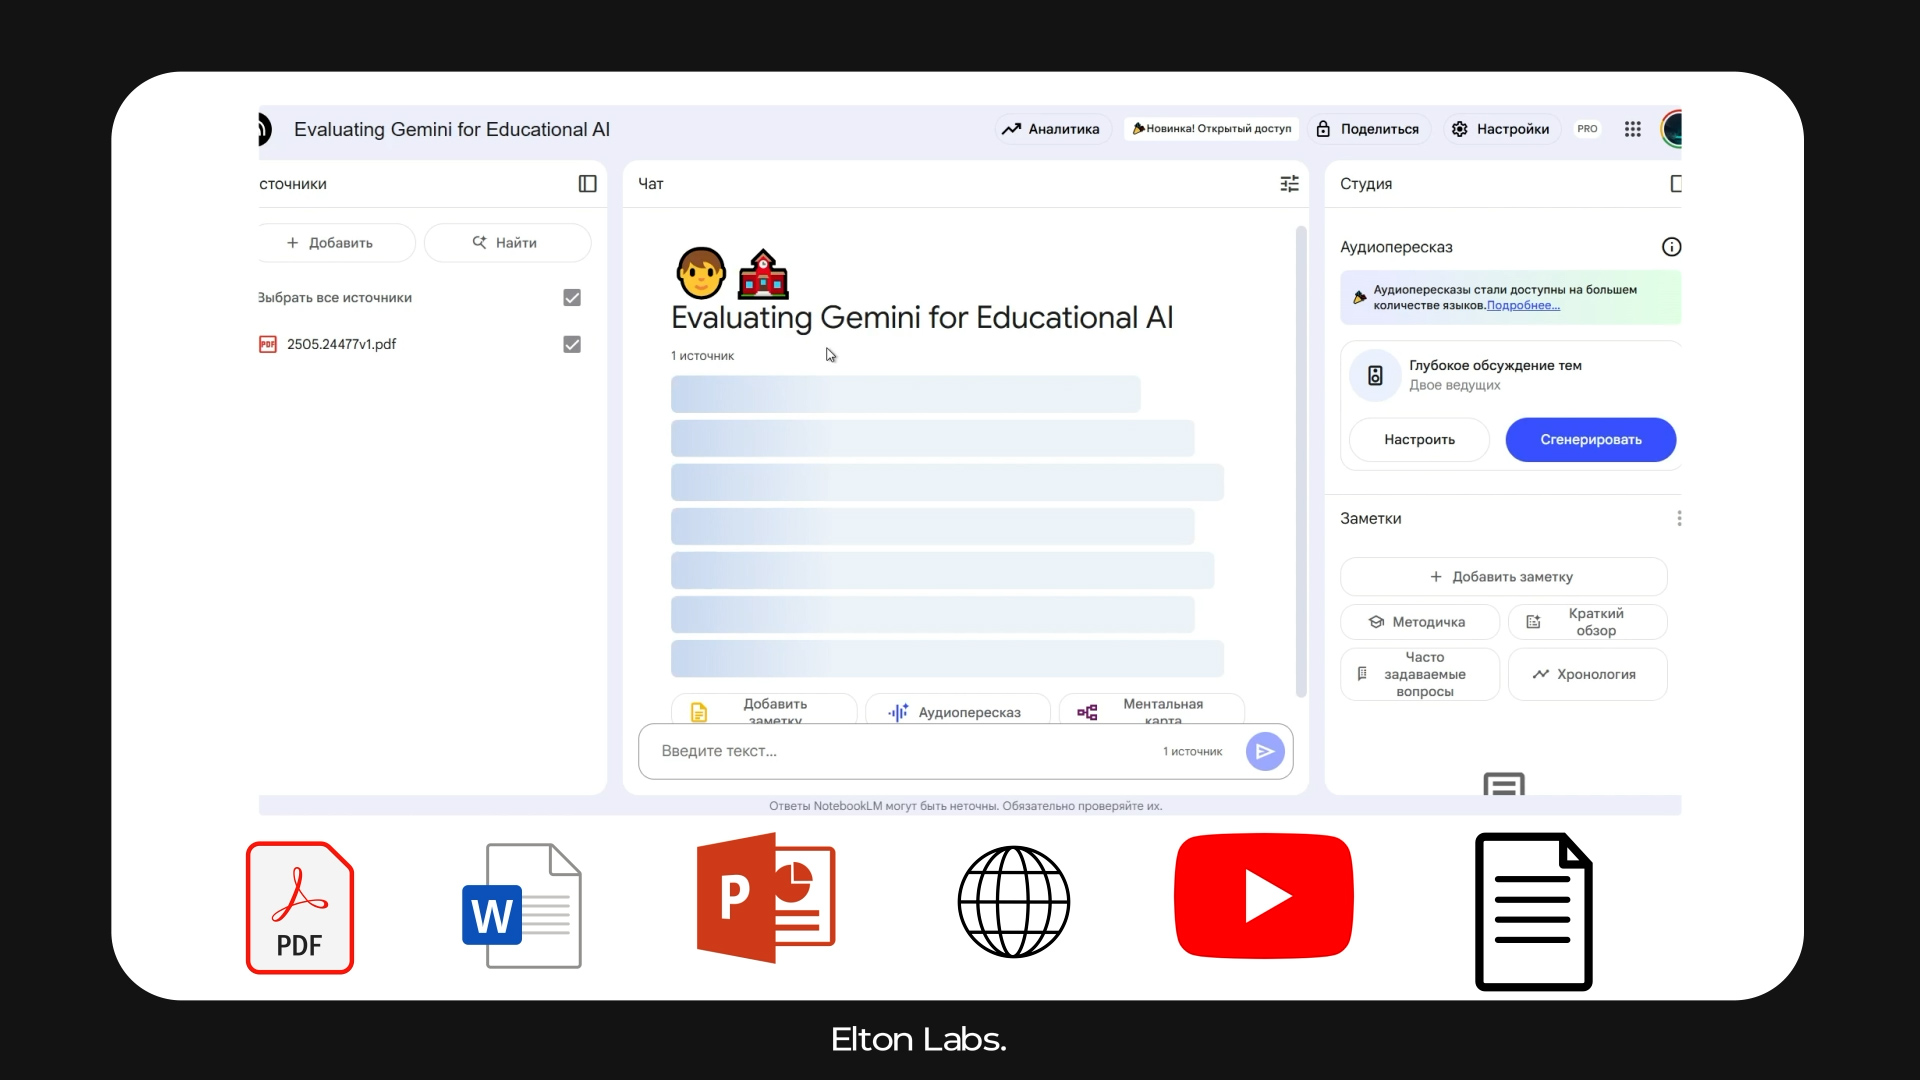 Evaluating Gemini for Educational AI
Аналитика
Новинка! Открытый доступ
Поделиться
Настройки
PRO
сточники
Добавить
Найти
Выбрать все источники
PDF
2505.24477v1.pdf
Чат
Evaluating Gemini for Educational AI
1 источник
Добавить
заметку
Аудиопересказ
Ментальная
карта
Введите текст...
1 источник
Студия
Аудиопересказ
Аудиопересказы стали доступны на большем
количестве языков.Подробнее...
Глубокое обсуждение тем
Двое ведущих
Настроить
Сгенерировать
Заметки
Добавить заметку
Методичка
Краткий
обзор
Часто
задаваемые
вопросы
Хронология
Ответы NotebookLM могут быть неточны. Обязательно проверяйте их.
PDF
W
P
Elton Labs.